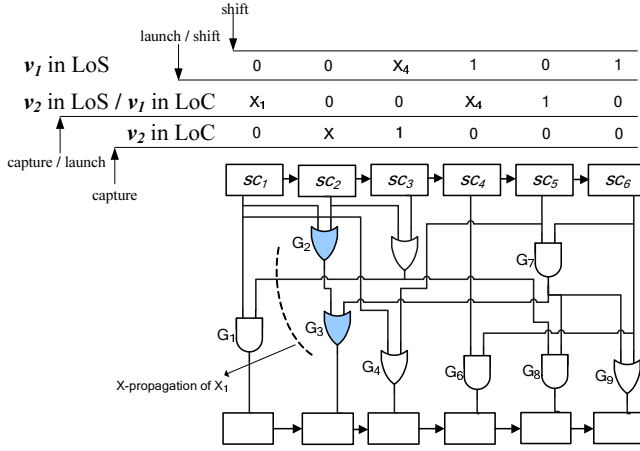 shift
launch / shift
v₁ in LoS 0 0 X₄ 1 0 1
v₂ in LoS / v₁ in LoC X₁ 0 0 X₄ 1 0
v₂ in LoC 0 X 1 0 0 0
capture / launch
capture
SC₁ SC₂ SC₃ SC₄ SC₅ SC₆
G₂ G₇
G₁ G₃ G₄ G₆ G₈ G₉
X-propagation of X₁